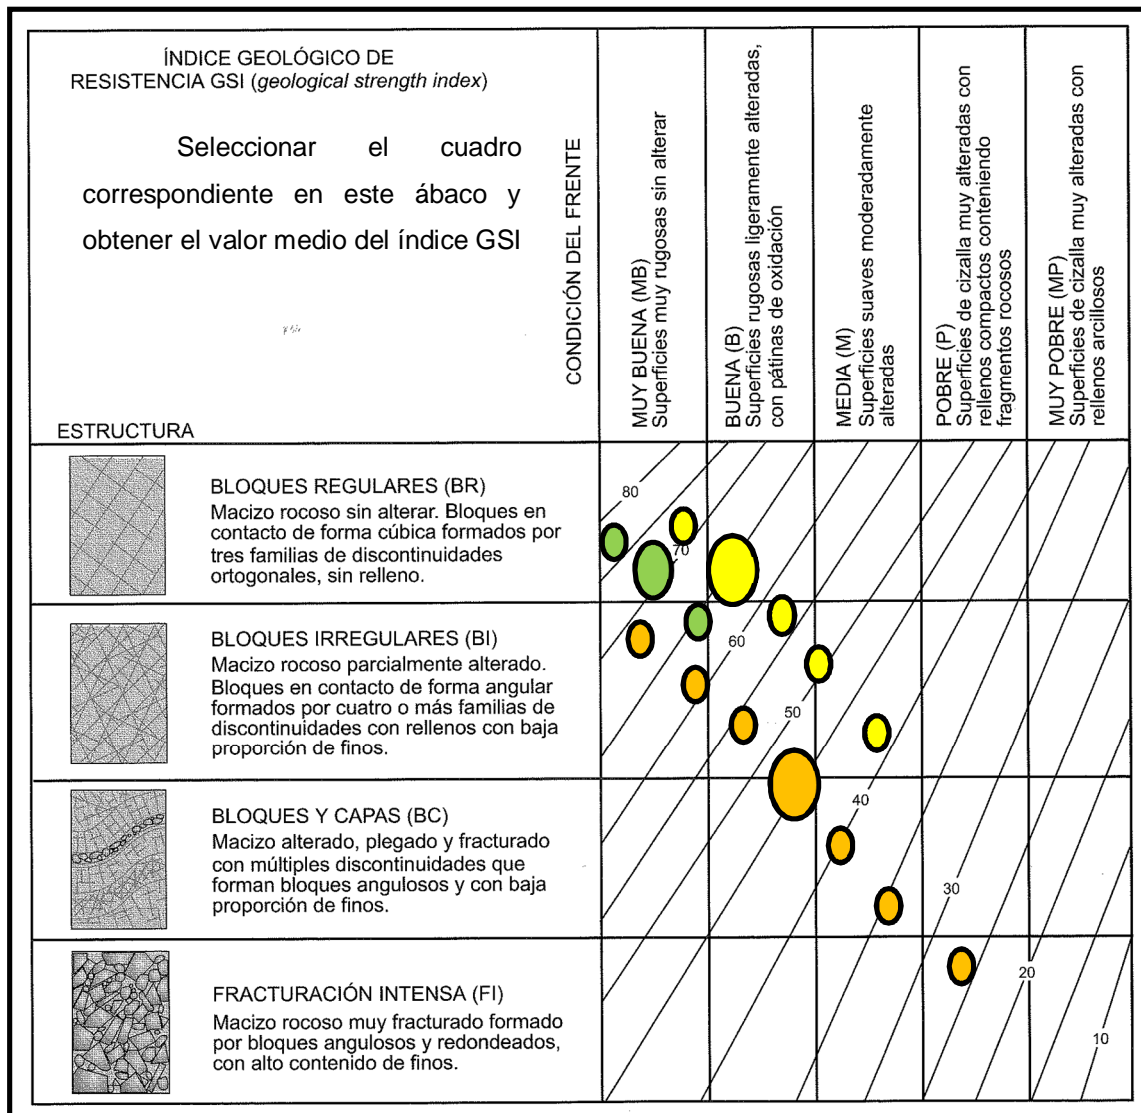 ÍNDICE GEOLÓGICO DE
RESISTENCIA GSI (geological strength index)
Seleccionar el cuadro
correspondiente en este ábaco y
obtener el valor medio del índice GSI
CONDICIÓN DEL FRENTE
MUY BUENA (MB)
Superficies muy rugosas sin alterar
BUENA (B)
Superficies rugosas ligeramente alteradas,
con pátinas de oxidación
MEDIA (M)
Superficies suaves moderadamente
alteradas
POBRE (P)
Superficies de cizalla muy alteradas con
rellenos compactos conteniendo
fragmentos rocosos
MUY POBRE (MP)
Superficies de cizalla muy alteradas con
rellenos arcillosos
ESTRUCTURA
BLOQUES REGULARES (BR)
Macizo rocoso sin alterar. Bloques en
contacto de forma cúbica formados por
tres familias de discontinuidades
ortogonales, sin relleno.
80
70
BLOQUES IRREGULARES (BI)
Macizo rocoso parcialmente alterado.
Bloques en contacto de forma angular
formados por cuatro o más familias de
discontinuidades con rellenos con baja
proporción de finos.
60
50
BLOQUES Y CAPAS (BC)
Macizo alterado, plegado y fracturado
con múltiples discontinuidades que
forman bloques angulosos y con baja
proporción de finos.
40
30
FRACTURACIÓN INTENSA (FI)
Macizo rocoso muy fracturado formado
por bloques angulosos y redondeados,
con alto contenido de finos.
20
10